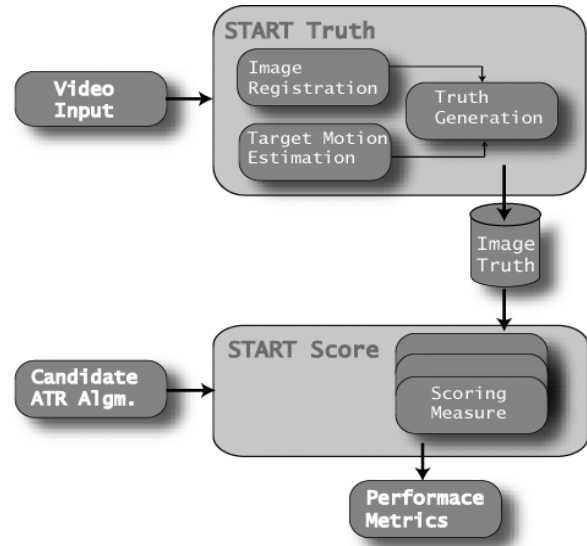 START Truth
Image
Registration
Video
Input
Truth
Generation
Target Motion
Estimation
Image
Truth
START Score
Candidate
ATR Algm.
Scoring
Measure
Performace
Metrics